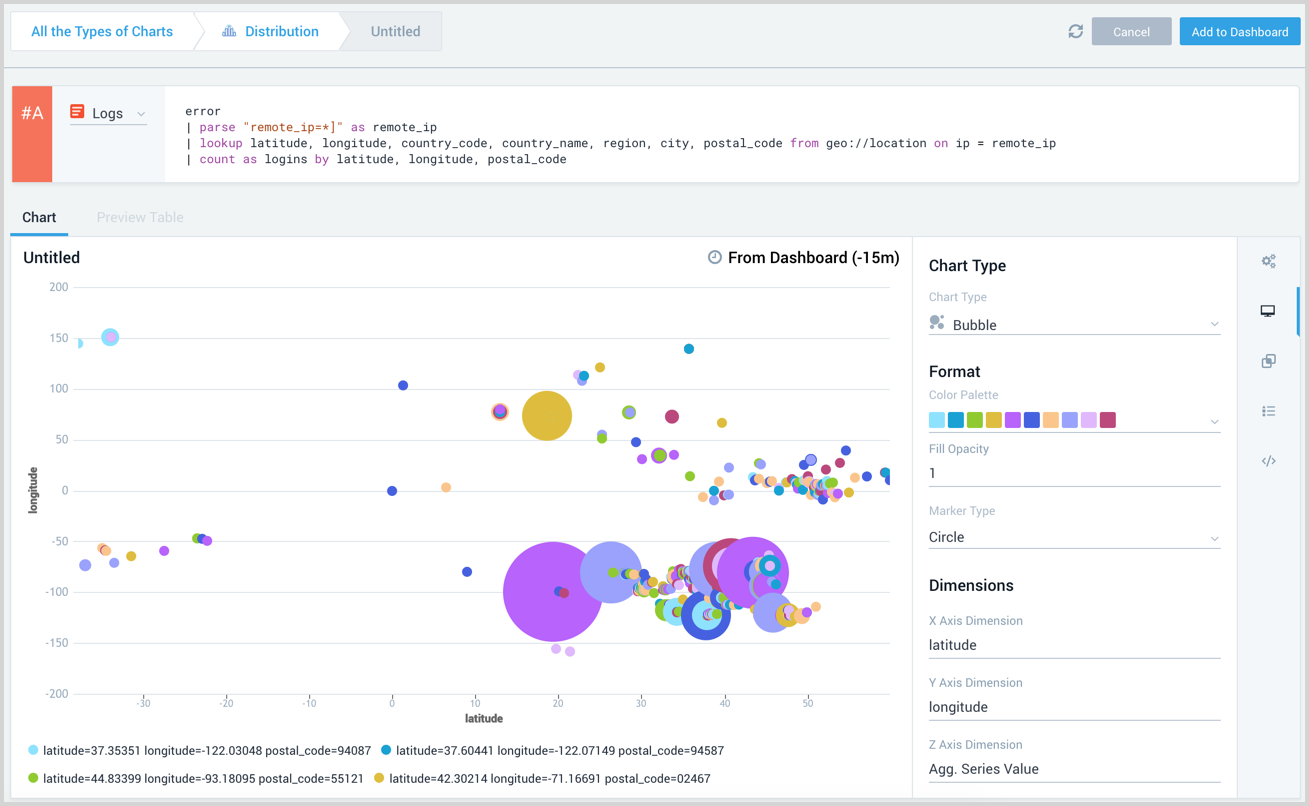 All the Types of Charts
Distribution
Untitled
Cancel
Add to Dashboard
#A
Logs
error
| parse "remote_ip=*]" as remote_ip
| lookup latitude, longitude, country_code, country_name, region, city, postal_code from geo://location on ip = remote_ip
| count as logins by latitude, longitude, postal_code
Chart
Preview Table
Untitled
From Dashboard (-15m)
200
150
100
50
0
-50
-100
-150
-200
longitude
-30
-20
-10
0
10
20
30
40
50
latitude
latitude=37.35351 longitude=-122.03048 postal_code=94087
latitude=37.60441 longitude=-122.07149 postal_code=94587
latitude=44.83399 longitude=-93.18095 postal_code=55121
latitude=42.30214 longitude=-71.16691 postal_code=02467
Chart Type
Chart Type
Bubble
Format
Color Palette
Fill Opacity
1
Marker Type
Circle
Dimensions
X Axis Dimension
latitude
Y Axis Dimension
longitude
Z Axis Dimension
Agg. Series Value